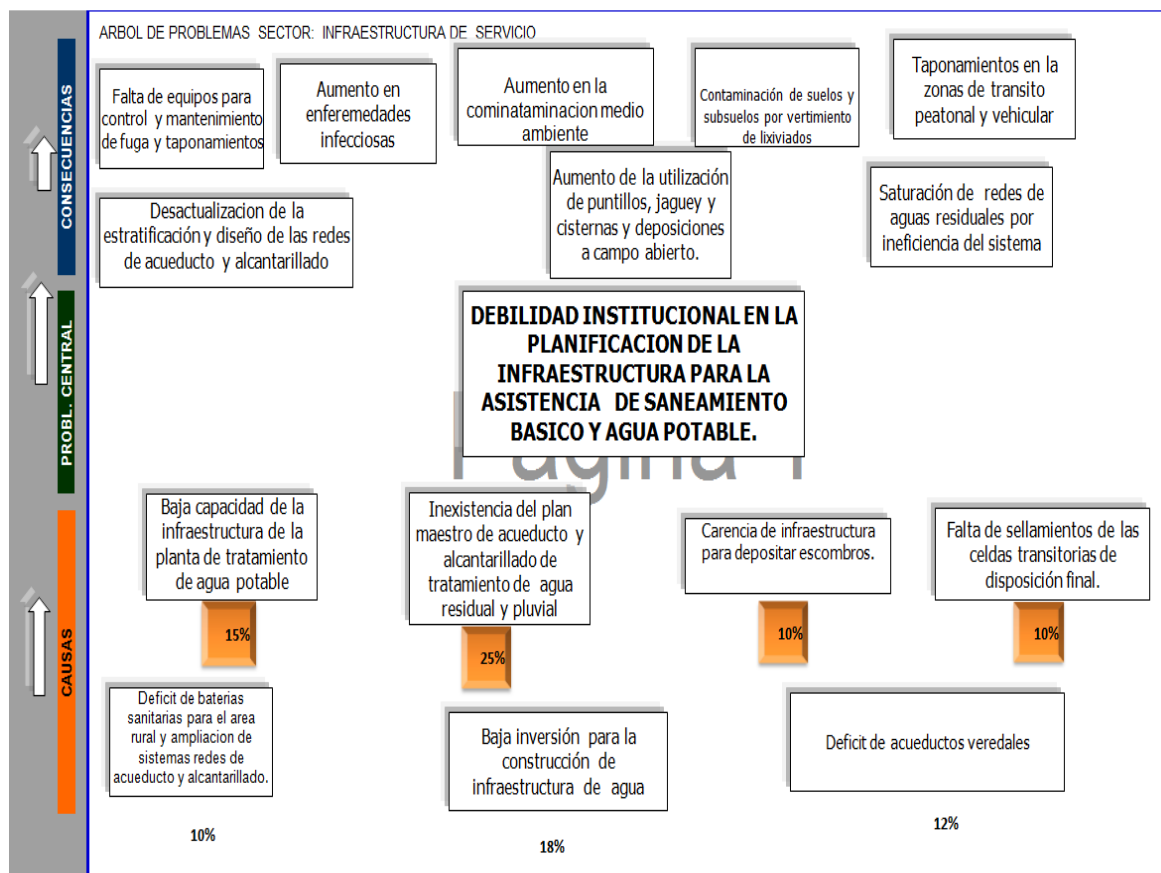 ARBOL DE PROBLEMAS SECTOR: INFRAESTRUCTURA DE SERVICIO
CONSECUENCIAS
Falta de equipos para
control y mantenimiento
de fuga y taponamientos
Aumento en
enfermedades
infecciosas
Aumento en la
cominataminacion medio
ambiente
Contaminación de suelos y
subsuelos por vertimiento
de lixiviados
Taponamientos en la
zonas de transito
peatonal y vehicular
Desactualizacion de la
estratificación y diseño de las redes
de acueducto y alcantarillado
Aumento de la utilización
de puntillos, jaguey y
cisternas y deposiciones
a campo abierto.
Saturación de redes de
aguas residuales por
ineficiencia del sistema
PROBL. CENTRAL
DEBILIDAD INSTITUCIONAL EN LA
PLANIFICACION DE LA
INFRAESTRUCTURA PARA LA
ASISTENCIA DE SANEAMIENTO
BASICO Y AGUA POTABLE.
Página 1
CAUSAS
Baja capacidad de la
infraestructura de la
planta de tratamiento
de agua potable
15%
Inexistencia del plan
maestro de acueducto y
alcantarillado de
tratamiento de agua
residual y pluvial
25%
Carencia de infraestructura
para depositar escombros.
10%
Falta de sellamientos de las
celdas transitorias de
disposición final.
10%
Deficit de baterias
sanitarias para el area
rural y ampliacion de
sistemas redes de
acueducto y alcantarillado.
10%
Baja inversión para la
construcción de
infraestructura de agua
18%
Deficit de acueductos veredales
12%